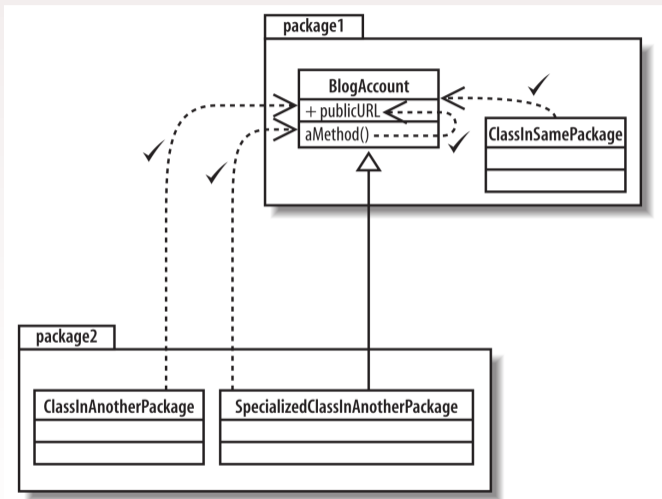 package1
BlogAccount
+ publicURL
aMethod()
ClassInSamePackage
package2
ClassInAnotherPackage
SpecializedClassInAnotherPackage